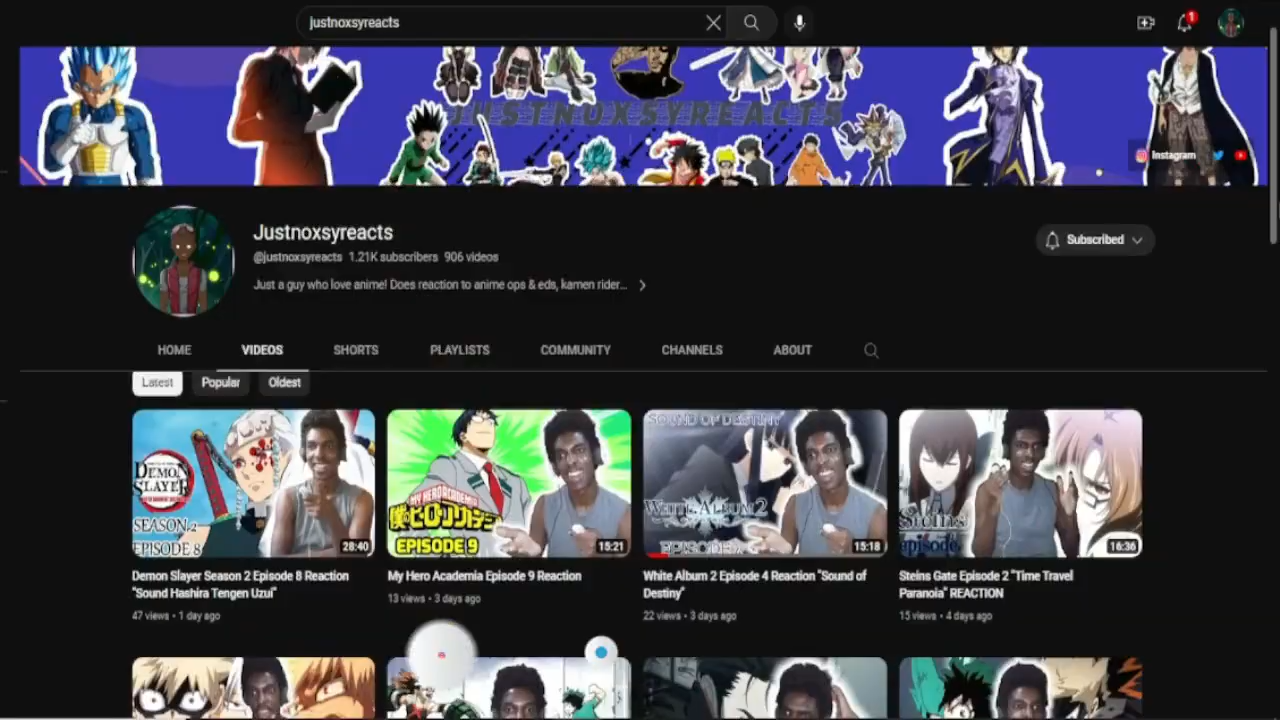 justnoxsyreacts
1
JUSTNOXSYREACTS
Instagram
Justnoxsyreacts
@justnoxsyreacts 1.21K subscribers 906 videos
Just a guy who love anime! Does reaction to anime ops & eds, kamen rider...
Subscribed
HOME VIDEOS SHORTS PLAYLISTS COMMUNITY CHANNELS ABOUT
Latest Popular Oldest
DEMON SLAYER
SEASON 2
EPISODE 8
28:40
MY HERO ACADEMIA
EPISODE 9
15:21
SOUND OF DESTINY
WHITE ALBUM 2
15:18
Steins
episode
16:36
Demon Slayer Season 2 Episode 8 Reaction
"Sound Hashira Tengen Uzui"
47 views • 1 day ago
My Hero Academia Episode 9 Reaction
13 views • 3 days ago
White Album 2 Episode 4 Reaction "Sound of
Destiny"
22 views • 3 days ago
Steins Gate Episode 2 "Time Travel
Paranoia" REACTION
15 views • 4 days ago